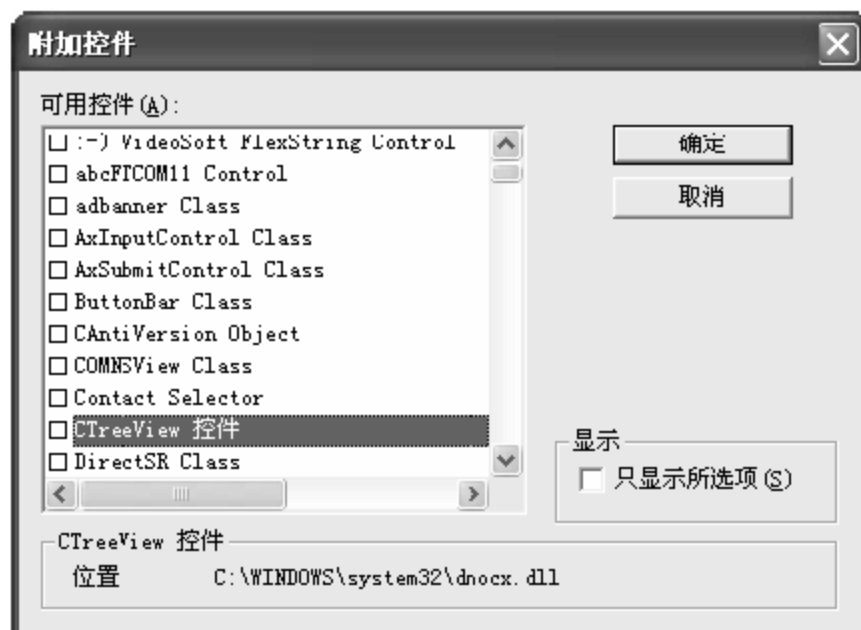 附加控件
可用控件(A):
:-) VideoSoft FlexString Control
abcFTCOM11 Control
adbanner Class
AxInputControl Class
AxSubmitControl Class
ButtonBar Class
CAntiVersion Object
COMNSView Class
Contact Selector
CTreeView 控件
DirectSR Class
确定
取消
显示
只显示所选项(S)
CTreeView 控件
位置 C:\WINDOWS\system32\dnocx.dll